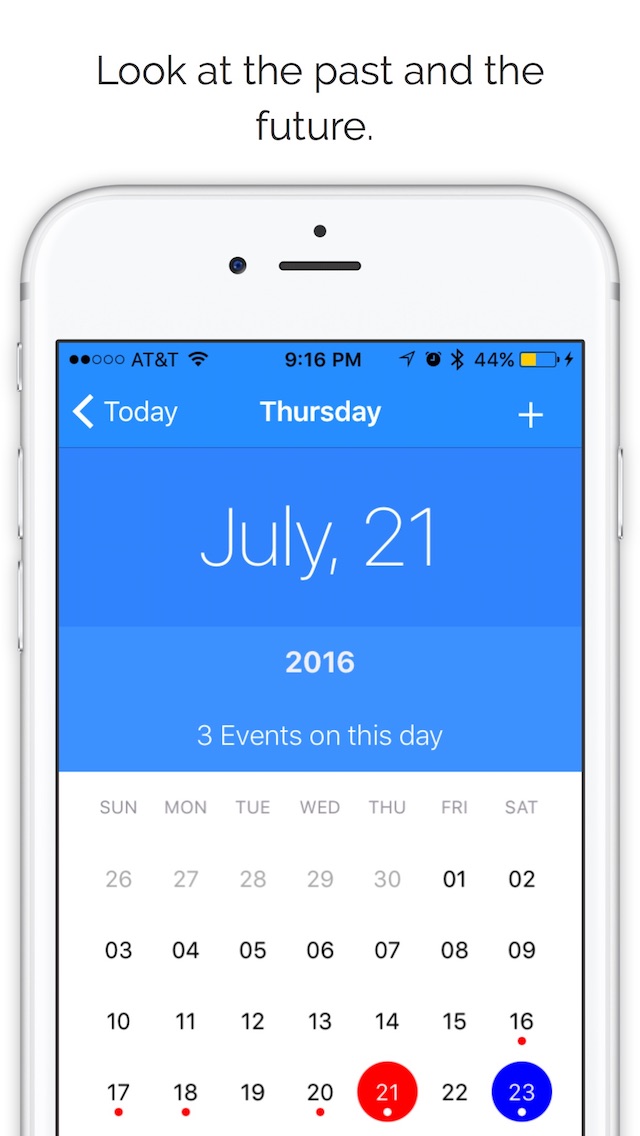 Look at the past and the
future.
AT&T 9:16 PM 44%
Today Thursday +
July, 21
2016
3 Events on this day
SUN MON TUE WED THU FRI SAT
26 27 28 29 30 01 02
03 04 05 06 07 08 09
10 11 12 13 14 15 16
17 18 19 20 21 22 23